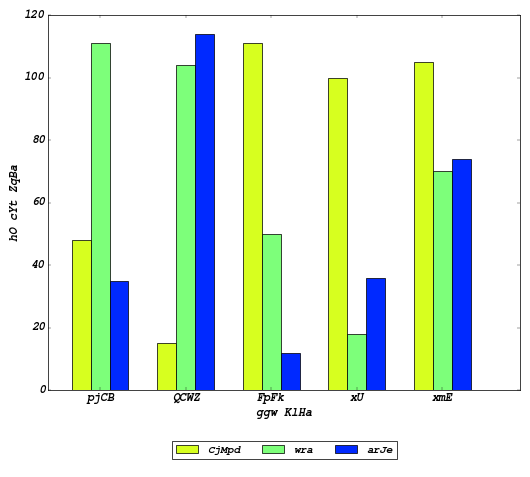 120
100
80
60
40
20
0
hO cYt ZqBa
pjCB QCWZ FpFk xU xmE
ggw KlHa
CjMpd wra arJe